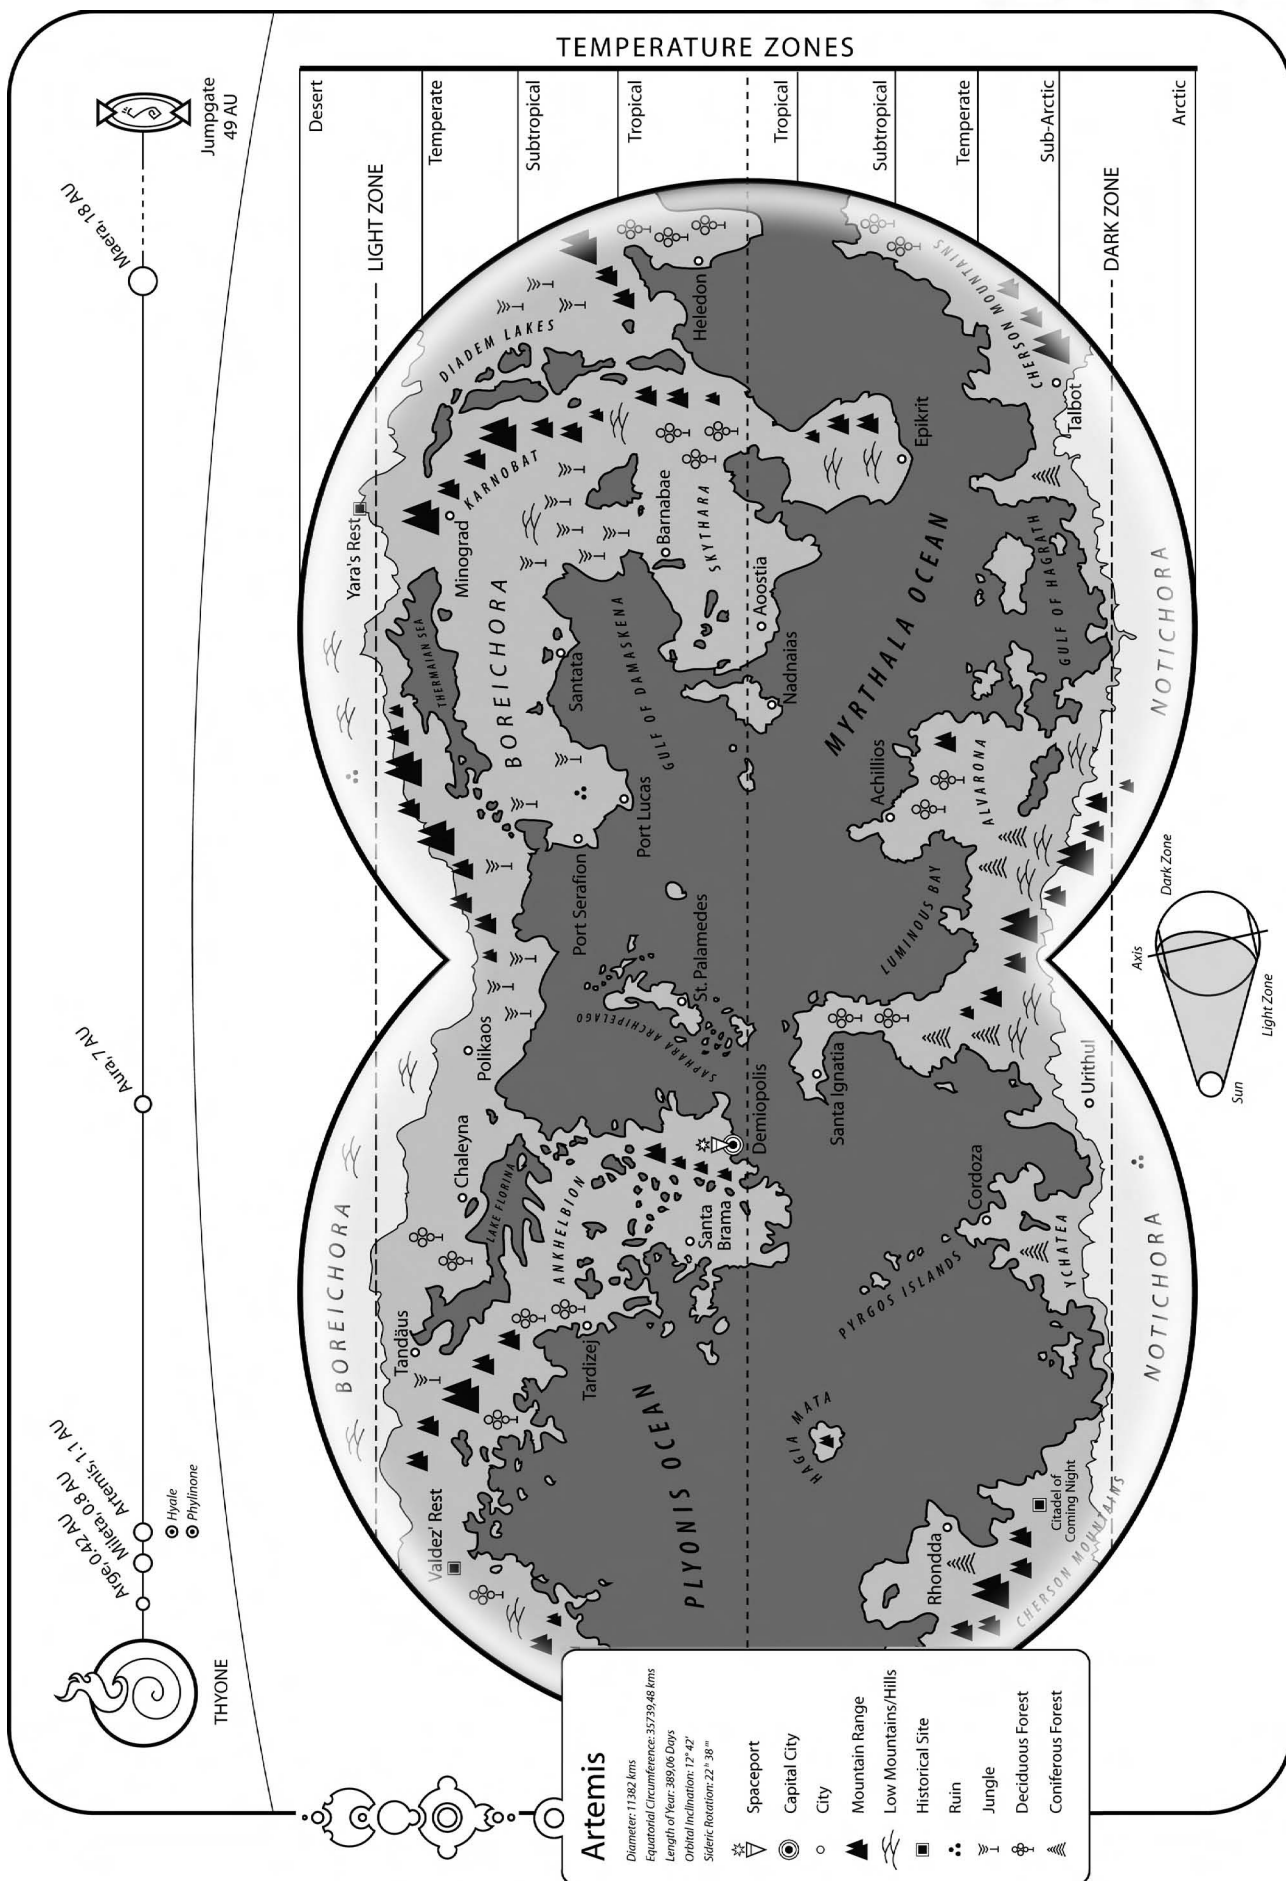 TEMPERATURE ZONES
Desert
Temperate
Subtropical
Tropical
Tropical
Subtropical
Temperate
Sub-Arctic
Arctic
LIGHT ZONE
DARK ZONE
THYONE
Arge, 0.42 AU
Mileta, 0.8 AU
Artemis, 1.1 AU
Hyale
Phylinone
Aura, 7 AU
Maera, 18 AU
Jumpgate
49 AU
BOREICHORA
Valdez' Rest
Tandäus
Chaleyna
LAKE FLORINA
Polikaos
ANKHELBION
Tardizej
Santa
Brama
Demiopolis
PLYONIS OCEAN
SAPHARA ARCHIPELAGO
St. Palamedes
HAGIA MATA
PYRGOS ISLANDS
Santa Ignatia
Rhondda
Citadel of
Coming Night
CHERSON MOUNTAINS
Cordoza
YCHATEA
Urithul
NOTICHORA
Yara's Rest
THERMAIAN SEA
Minograd
KARNOBAT
DIADEM LAKES
BOREICHORA
Santata
Port Serafion
Port Lucas
GULF OF DAMASKENA
Barnabae
SKYTHARA
Aoostia
Nadnaias
Heledon
Epikrit
MYRTHALA OCEAN
Achillios
ALVARONA
LUMINOUS BAY
GULF OF HAGRATH
Talbot
CHERSON MOUNTAINS
NOTICHORA
Artemis
Diameter: 11382 kms
Equatorial Circumference: 35739,48 kms
Length of Year: 389,06 Days
Orbital Inclination: 12° 42'
Sideric Rotation: 22 h 38 m
Spaceport
Capital City
City
Mountain Range
Low Mountains/Hills
Historical Site
Ruin
Jungle
Deciduous Forest
Coniferous Forest
Sun
Light Zone
Axis
Dark Zone